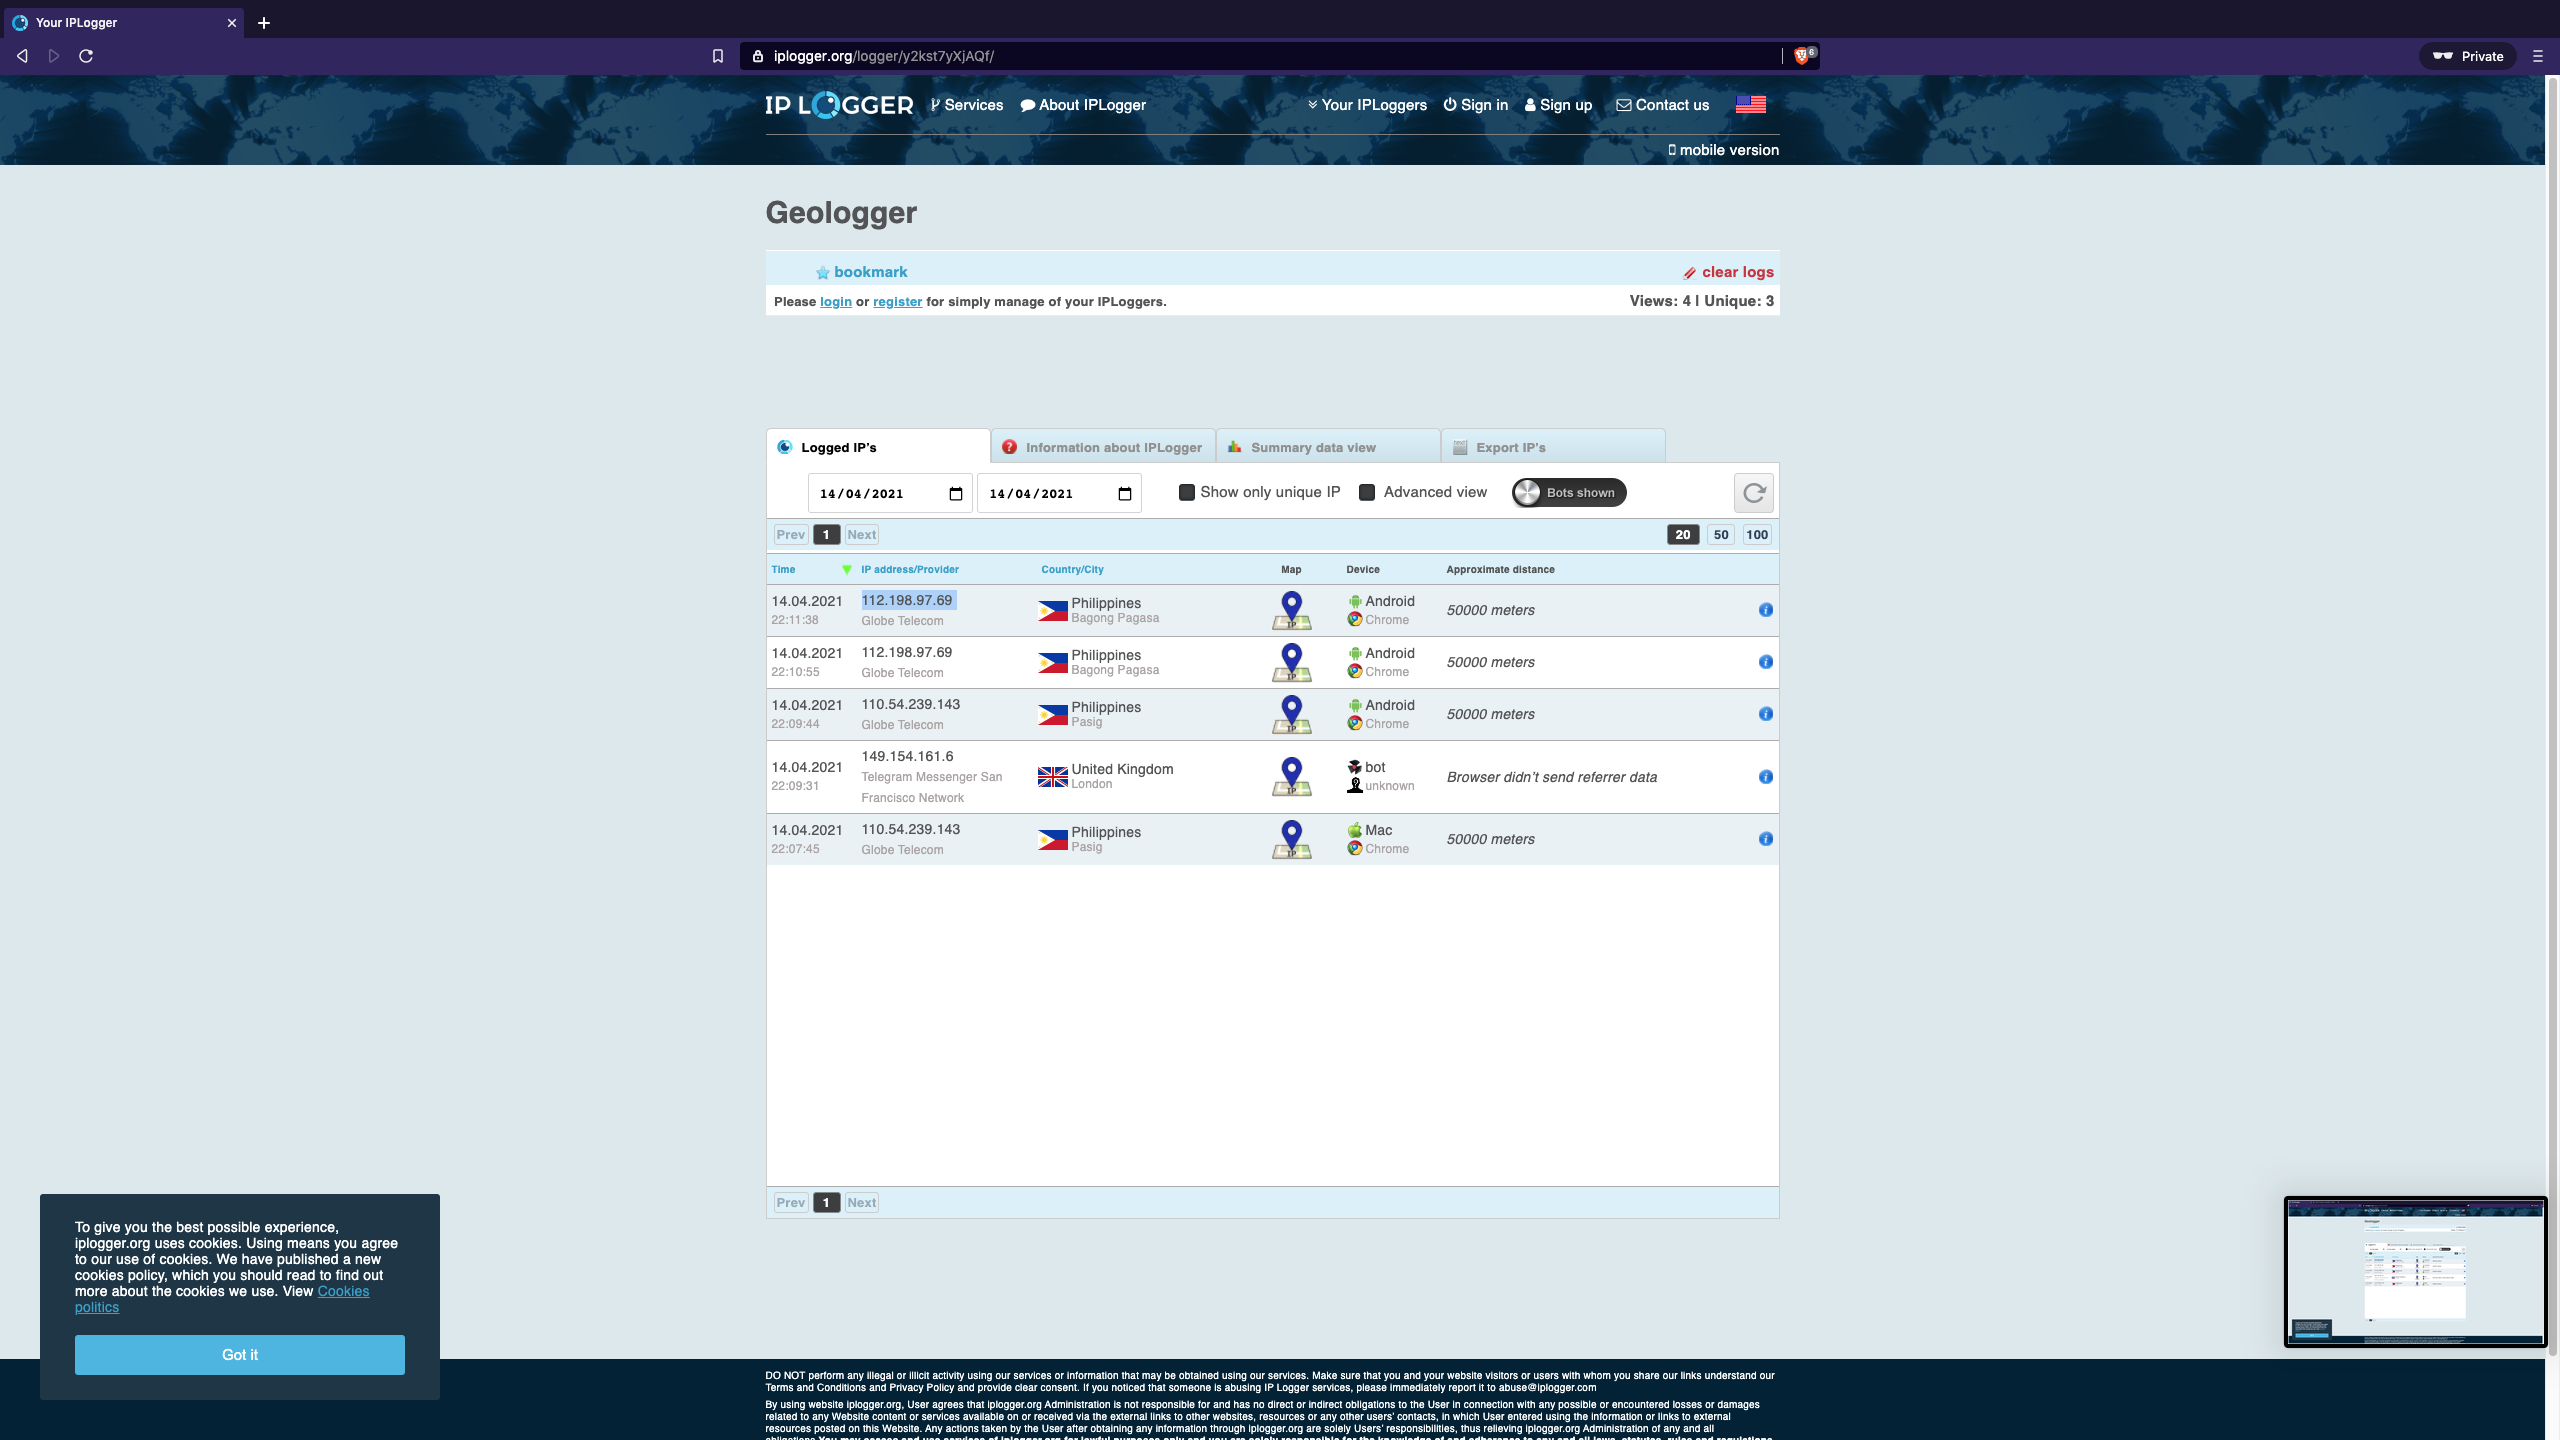 Your IPLogger
iplogger.org/logger/y2kst7yXjAQf/
6
Private
IP LOGGER Services About IPLogger Your IPLoggers Sign in Sign up Contact us
mobile version
Geologger
bookmark clear logs
Please login or register for simply manage of your IPLoggers. Views: 4 | Unique: 3
Logged IP's Information about IPLogger Summary data view Export IP's
14/04/2021 14/04/2021 Show only unique IP Advanced view Bots shown
Prev 1 Next 20 50 100
Time IP address/Provider Country/City Map Device Approximate distance
14.04.2021 112.198.97.69 Philippines Android 50000 meters
22:11:38 Globe Telecom Bagong Pagasa IP Chrome
14.04.2021 112.198.97.69 Philippines Android 50000 meters
22:10:55 Globe Telecom Bagong Pagasa IP Chrome
14.04.2021 110.54.239.143 Philippines Android 50000 meters
22:09:44 Globe Telecom Pasig IP Chrome
14.04.2021 149.154.161.6 United Kingdom bot Browser didn't send referrer data
22:09:31 Telegram Messenger San London IP unknown
Francisco Network
14.04.2021 110.54.239.143 Philippines Mac 50000 meters
22:07:45 Globe Telecom Pasig IP Chrome
Prev 1 Next
To give you the best possible experience,
iplogger.org uses cookies. Using means you agree
to our use of cookies. We have published a new
cookies policy, which you should read to find out
more about the cookies we use. View Cookies
politics
Got it
DO NOT perform any illegal or illicit activity using our services or information that may be obtained using our services. Make sure that you and your website visitors or users with whom you share our links understand our
Terms and Conditions and Privacy Policy and provide clear consent. If you noticed that someone is abusing IP Logger services, please immediately report it to abuse@iplogger.com
By using website iplogger.org, User agrees that iplogger.org Administration is not responsible for and has no direct or indirect obligations to the User in connection with any possible or encountered losses or damages
related to any Website content or services available on or received via the external links to other websites, resources or any other users' contacts, in which User entered using the information or links to external
resources posted on this Website. Any actions taken by the User after obtaining any information through iplogger.org are solely Users' responsibilities, thus relieving iplogger.org Administration of any and all